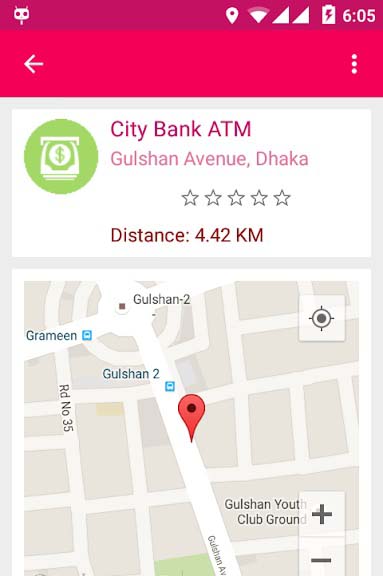 6:05
City Bank ATM
Gulshan Avenue, Dhaka
Distance: 4.42 KM
Gulshan-2
Grameen
Gulshan 2
Rd No 35
Gulshan Youth
Club Ground
Gulshan Av